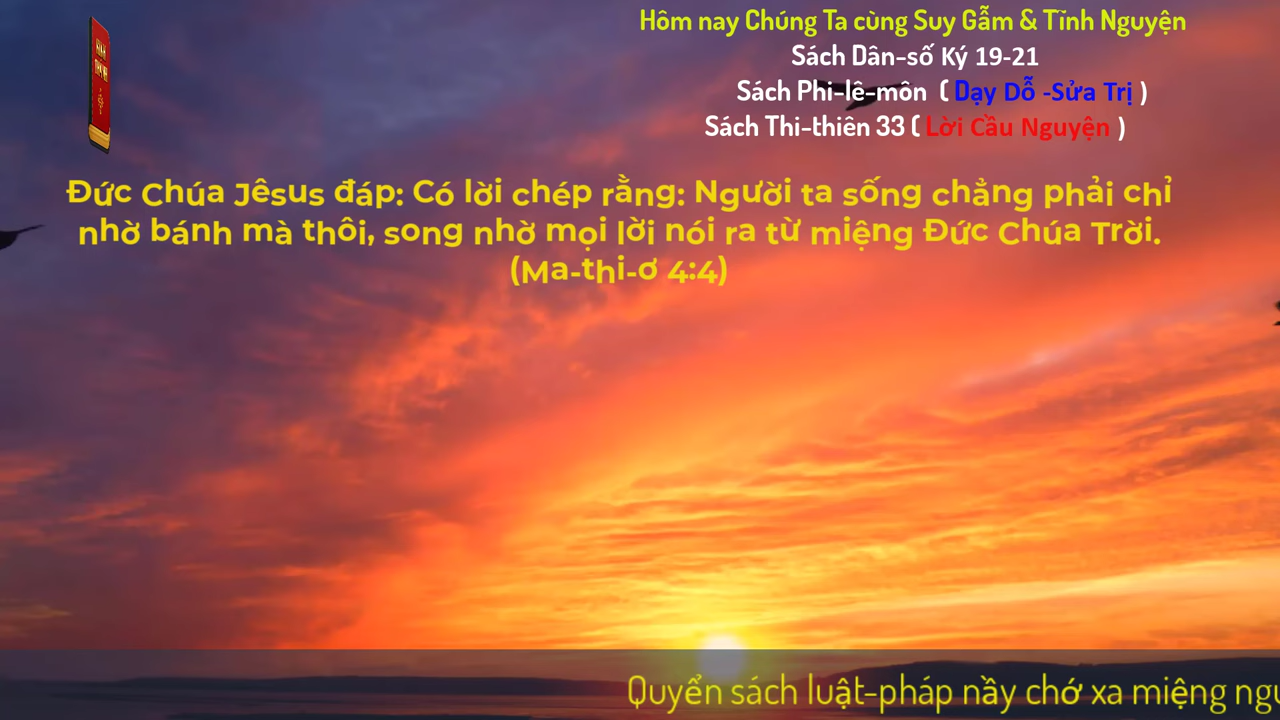 Hôm nay Chúng Ta cùng Suy Gẫm & Tĩnh Nguyện
Sách Dân-số Ký 19-21
Sách Phi-lê-môn ( Dạy Dỗ -Sửa Trị )
Sách Thi-thiên 33 ( Lời Cầu Nguyện )
KINH
THÁNH
Đức Chúa Jêsus đáp: Có lời chép rằng: Người ta sống chẳng phải chỉ
nhờ bánh mà thôi, song nhờ mọi lời nói ra từ miệng Đức Chúa Trời.
(Ma-thi-ơ 4:4)
Quyển sách luật-pháp nầy chớ xa miệng